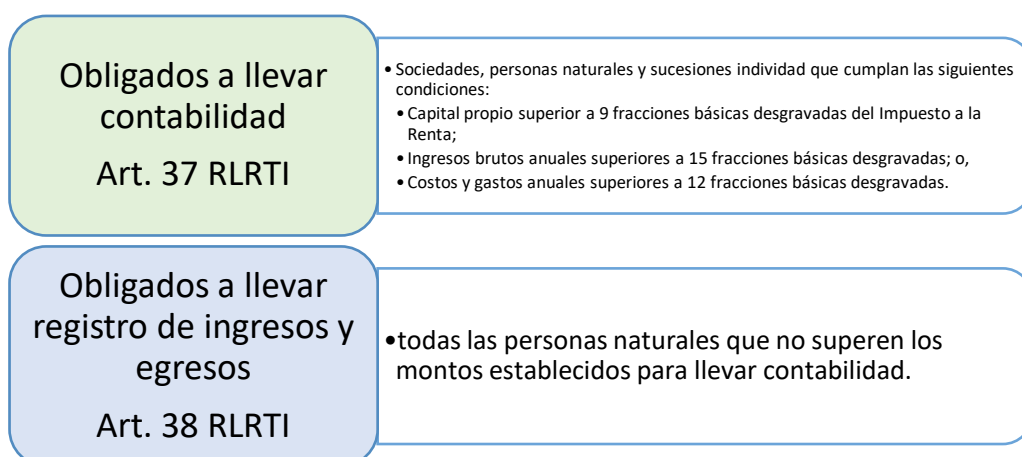 Obligados a llevar
contabilidad
Art. 37 RLRTI
• Sociedades, personas naturales y sucesiones individad que cumplan las siguientes
condiciones:
• Capital propio superior a 9 fracciones básicas desgravadas del Impuesto a la
Renta;
• Ingresos brutos anuales superiores a 15 fracciones básicas desgravadas; o,
• Costos y gastos anuales superiores a 12 fracciones básicas desgravadas.
Obligados a llevar
registro de ingresos y
egresos
Art. 38 RLRTI
•todas las personas naturales que no superen los
montos establecidos para llevar contabilidad.